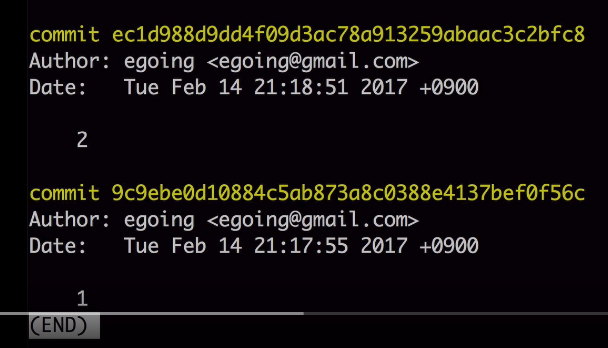 commit ec1d988d9dd4f09d3ac78a913259abaac3c2bfc8
Author: egoing <egoing@gmail.com>
Date:   Tue Feb 14 21:18:51 2017 +0900
2
commit 9c9ebe0d10884c5ab873a8c0388e4137bef0f56c
Author: egoing <egoing@gmail.com>
Date:   Tue Feb 14 21:17:55 2017 +0900
1
(END)